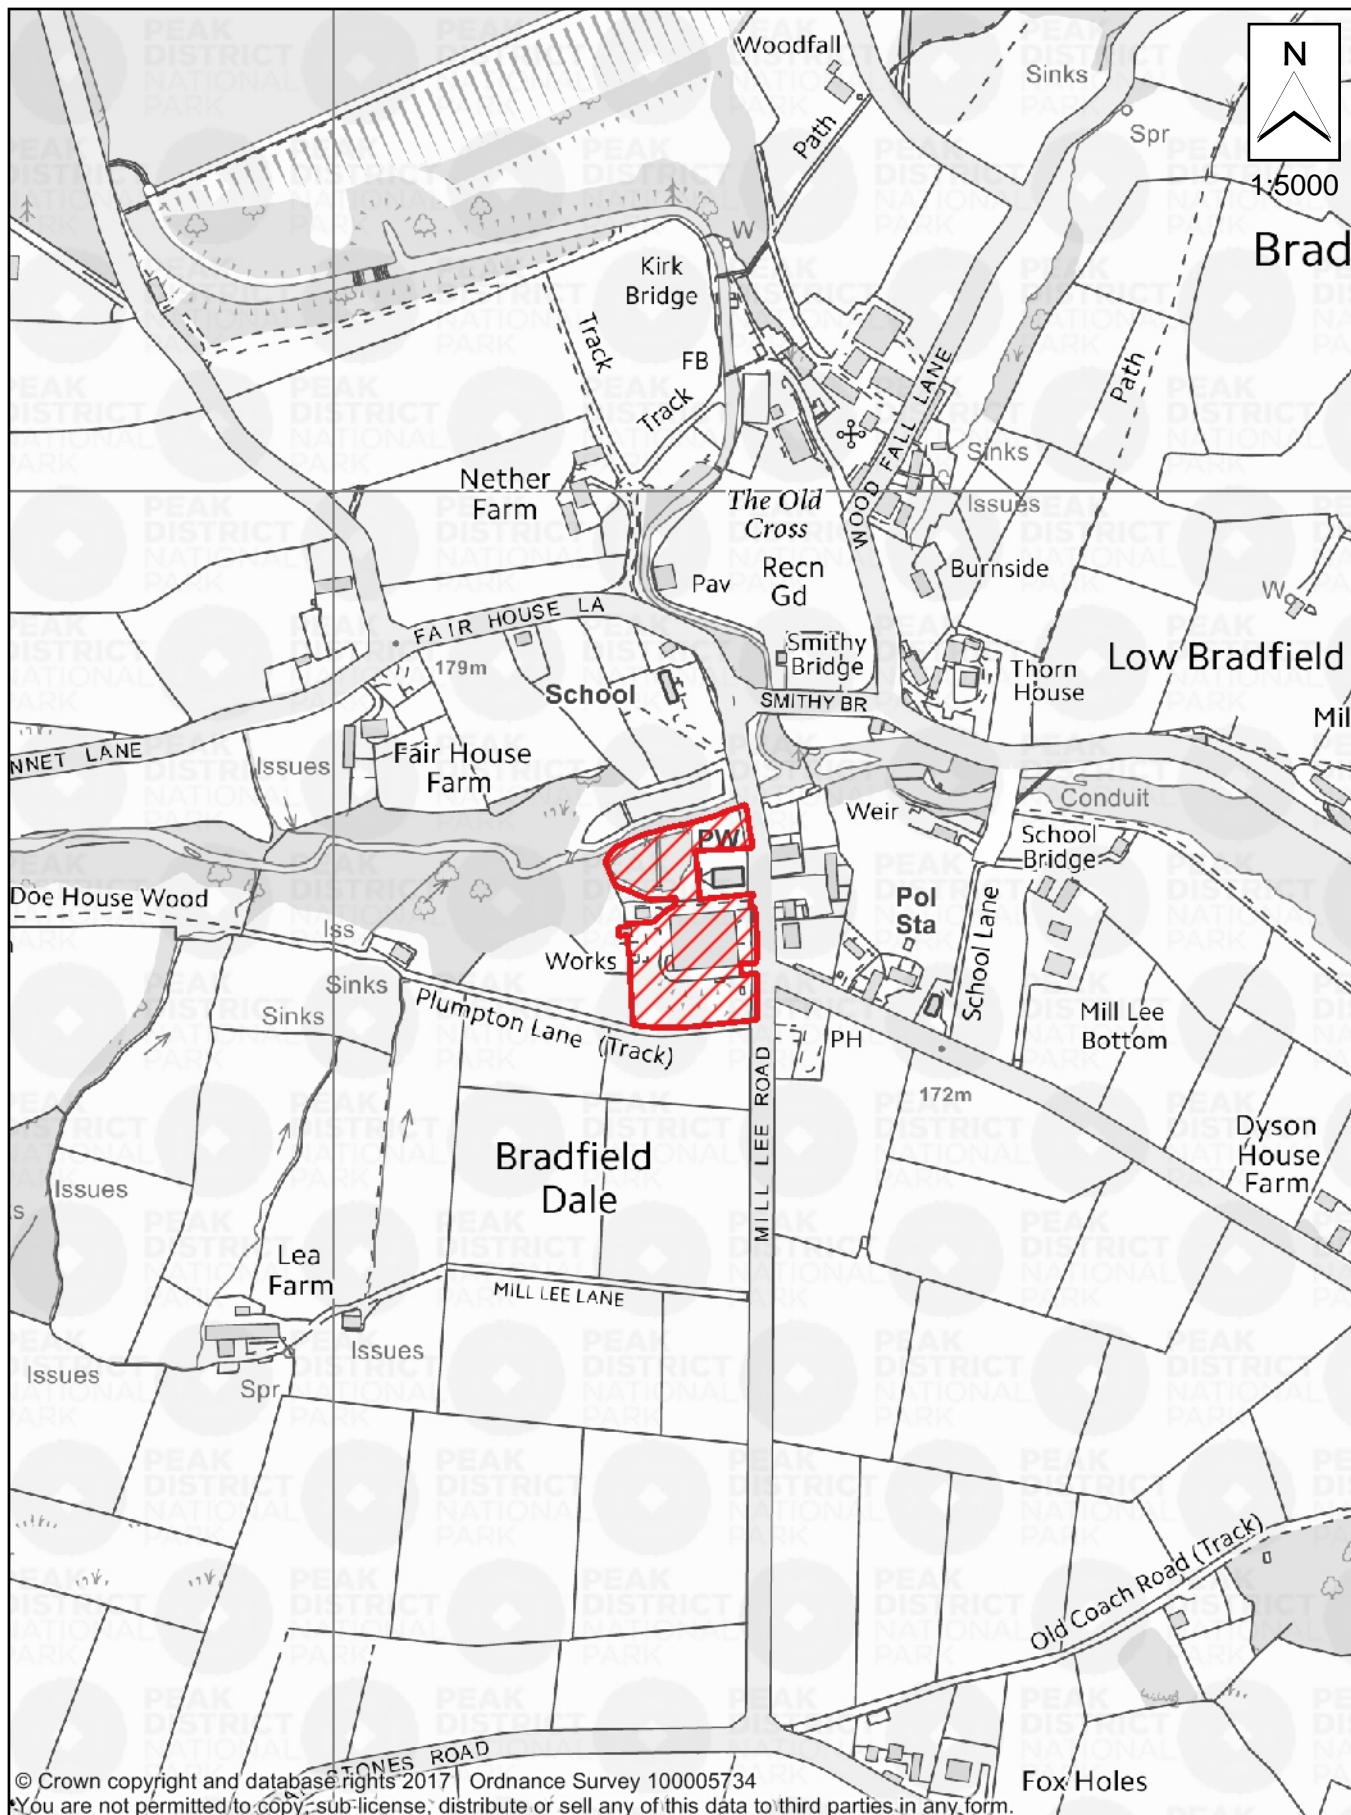 Woodfall
Sinks
N
Spr
Path
1:5000
W
Brad
Kirk
Bridge
Track
FB
Track
Path
WOOD FALL LANE
Sinks
Nether
Farm
The Old
Cross
Issues
Recn
Gd
Burnside
Pav
W
FAIR HOUSE LA
179m
Smithy
Bridge
Low Bradfield
Thorn
House
School
SMITHY BR
Mil
NNET LANE
Issues
Fair House
Farm
Conduit
Weir
School
Bridge
PW
Doe House Wood
Pol
Sta
Iss
School Lane
Works
Sinks
Sinks
Plumpton Lane (Track)
Mill Lee
Bottom
PH
172m
MILL LEE ROAD
Dyson
House
Farm
Bradfield
Dale
Issues
s
Lea
Farm
MILL LEE LANE
Issues
Issues
Spr
Old Coach Road (Track)
STONES ROAD
Fox Holes
© Crown copyright and database rights 2017 Ordnance Survey 100005734
You are not permitted to copy, sub-license, distribute or sell any of this data to third parties in any form.
PEAK
DISTRICT
NATIONAL
PARK